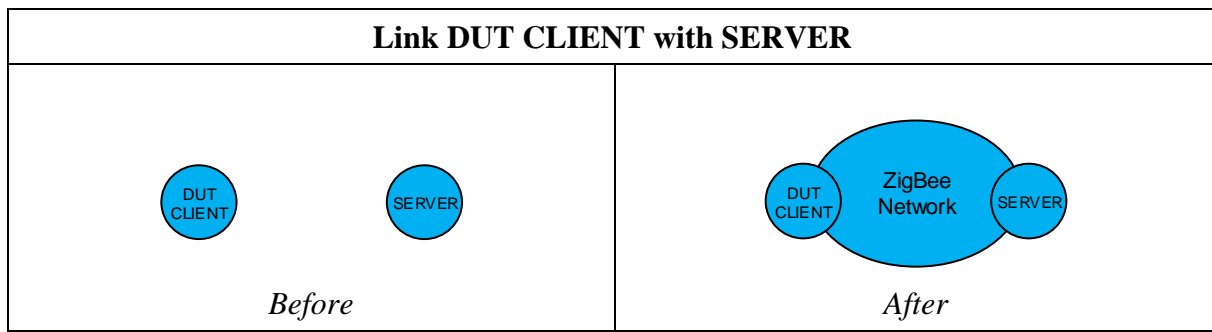 Link DUT CLIENT with SERVER
DUT
CLIENT
SERVER
Before
DUT
CLIENT
ZigBee
Network
SERVER
After